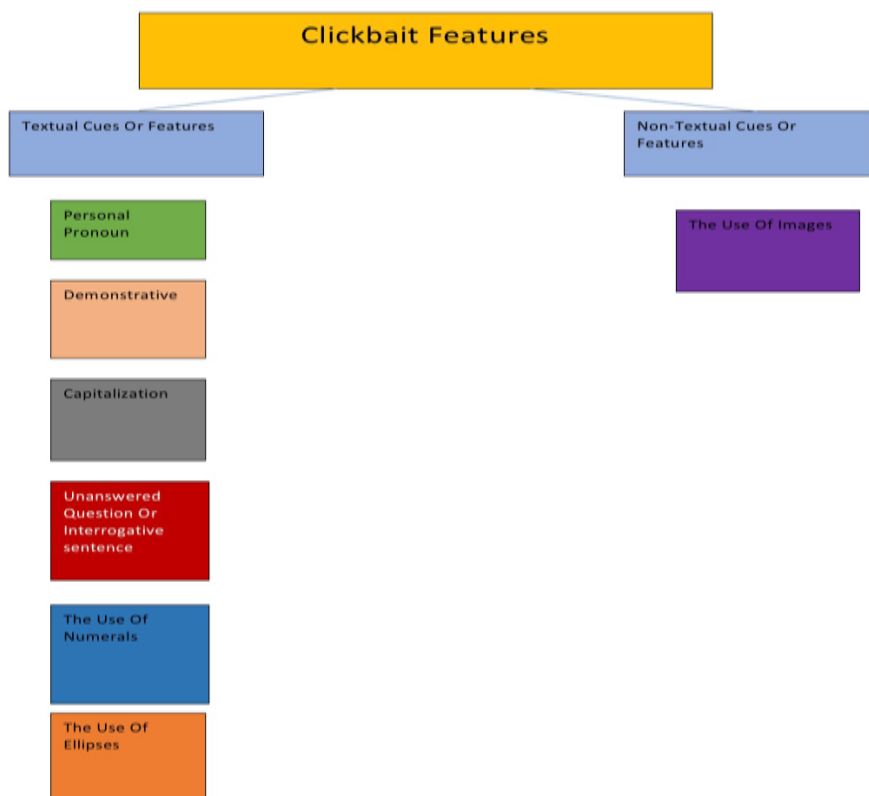 Clickbait Features
Textual Cues Or Features
Non-Textual Cues Or
Features
Personal
Pronoun
The Use Of Images
Demonstrative
Capitalization
Unanswered
Question Or
Interrogative
sentence
The Use Of
Numerals
The Use Of
Ellipses